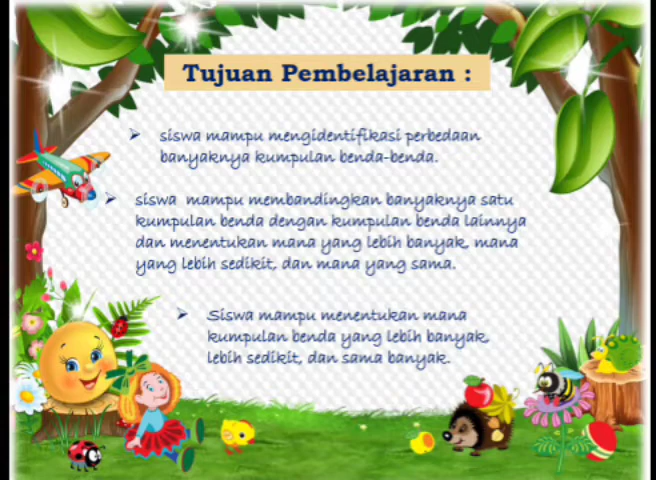 Tujuan Pembelajaran :
➢ siswa mampu mengidentifikasi perbedaan
banyaknya kumpulan benda-benda.
➢ siswa mampu membandingkan banyaknya satu
kumpulan benda dengan kumpulan benda lainnya
dan menentukan mana yang lebih banyak, mana
yang lebih sedikit, dan mana yang sama.
➢ Siswa mampu menentukan mana
kumpulan benda yang lebih banyak,
lebih sedikit, dan sama banyak.